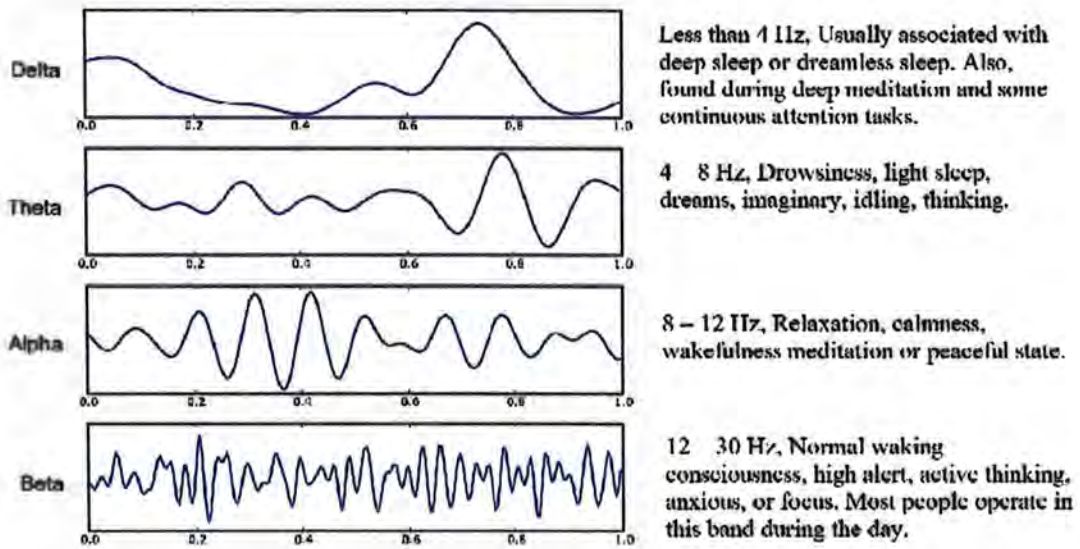 Delta
Less than 4 Hz, Usually associated with
deep sleep or dreamless sleep. Also,
found during deep meditation and some
continuous attention tasks.
0.0 0.2 0.4 0.6 0.8 1.0
Theta
4 8 Hz, Drowsiness, light sleep,
dreams, imaginary, idling, thinking.
0.0 0.2 0.4 0.6 0.8 1.0
Alpha
8 – 12 Hz, Relaxation, calmness,
wakefulness meditation or peaceful state.
0.0 0.2 0.4 0.6 0.8 1.0
Beta
12 30 Hz, Normal waking
consciousness, high alert, active thinking,
anxious, or focus. Most people operate in
this band during the day.
0.0 0.2 0.4 0.6 0.8 1.0